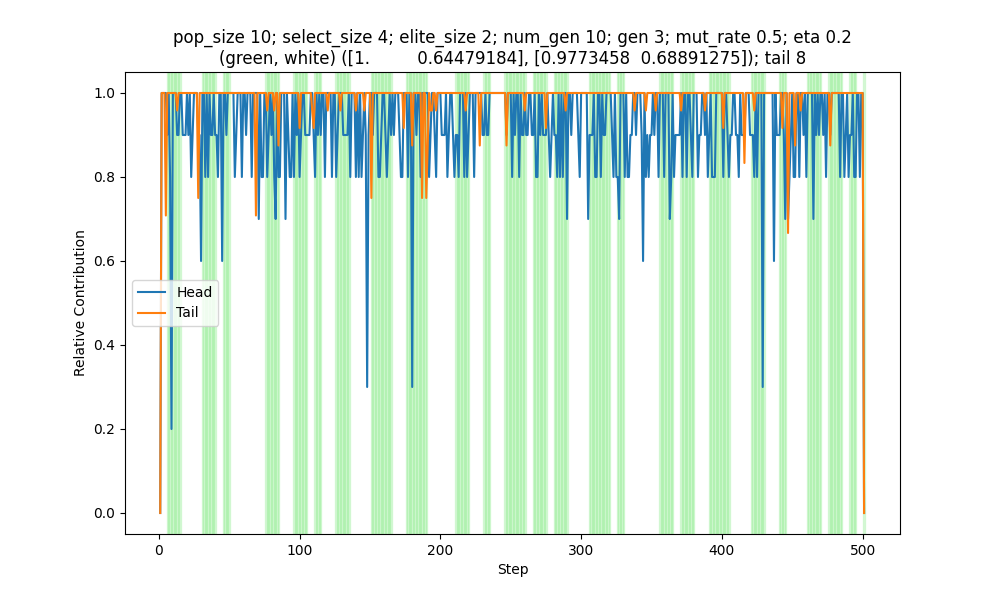 pop_size 10; select_size 4; elite_size 2; num_gen 10; gen 3; mut_rate 0.5; eta 0.2
(green, white) ([1.          0.64479184], [0.9773458  0.68891275]); tail 8
1.0
0.8
0.6
0.4
0.2
0.0
Relative Contribution
Head
Tail
0
100
200
300
400
500
Step